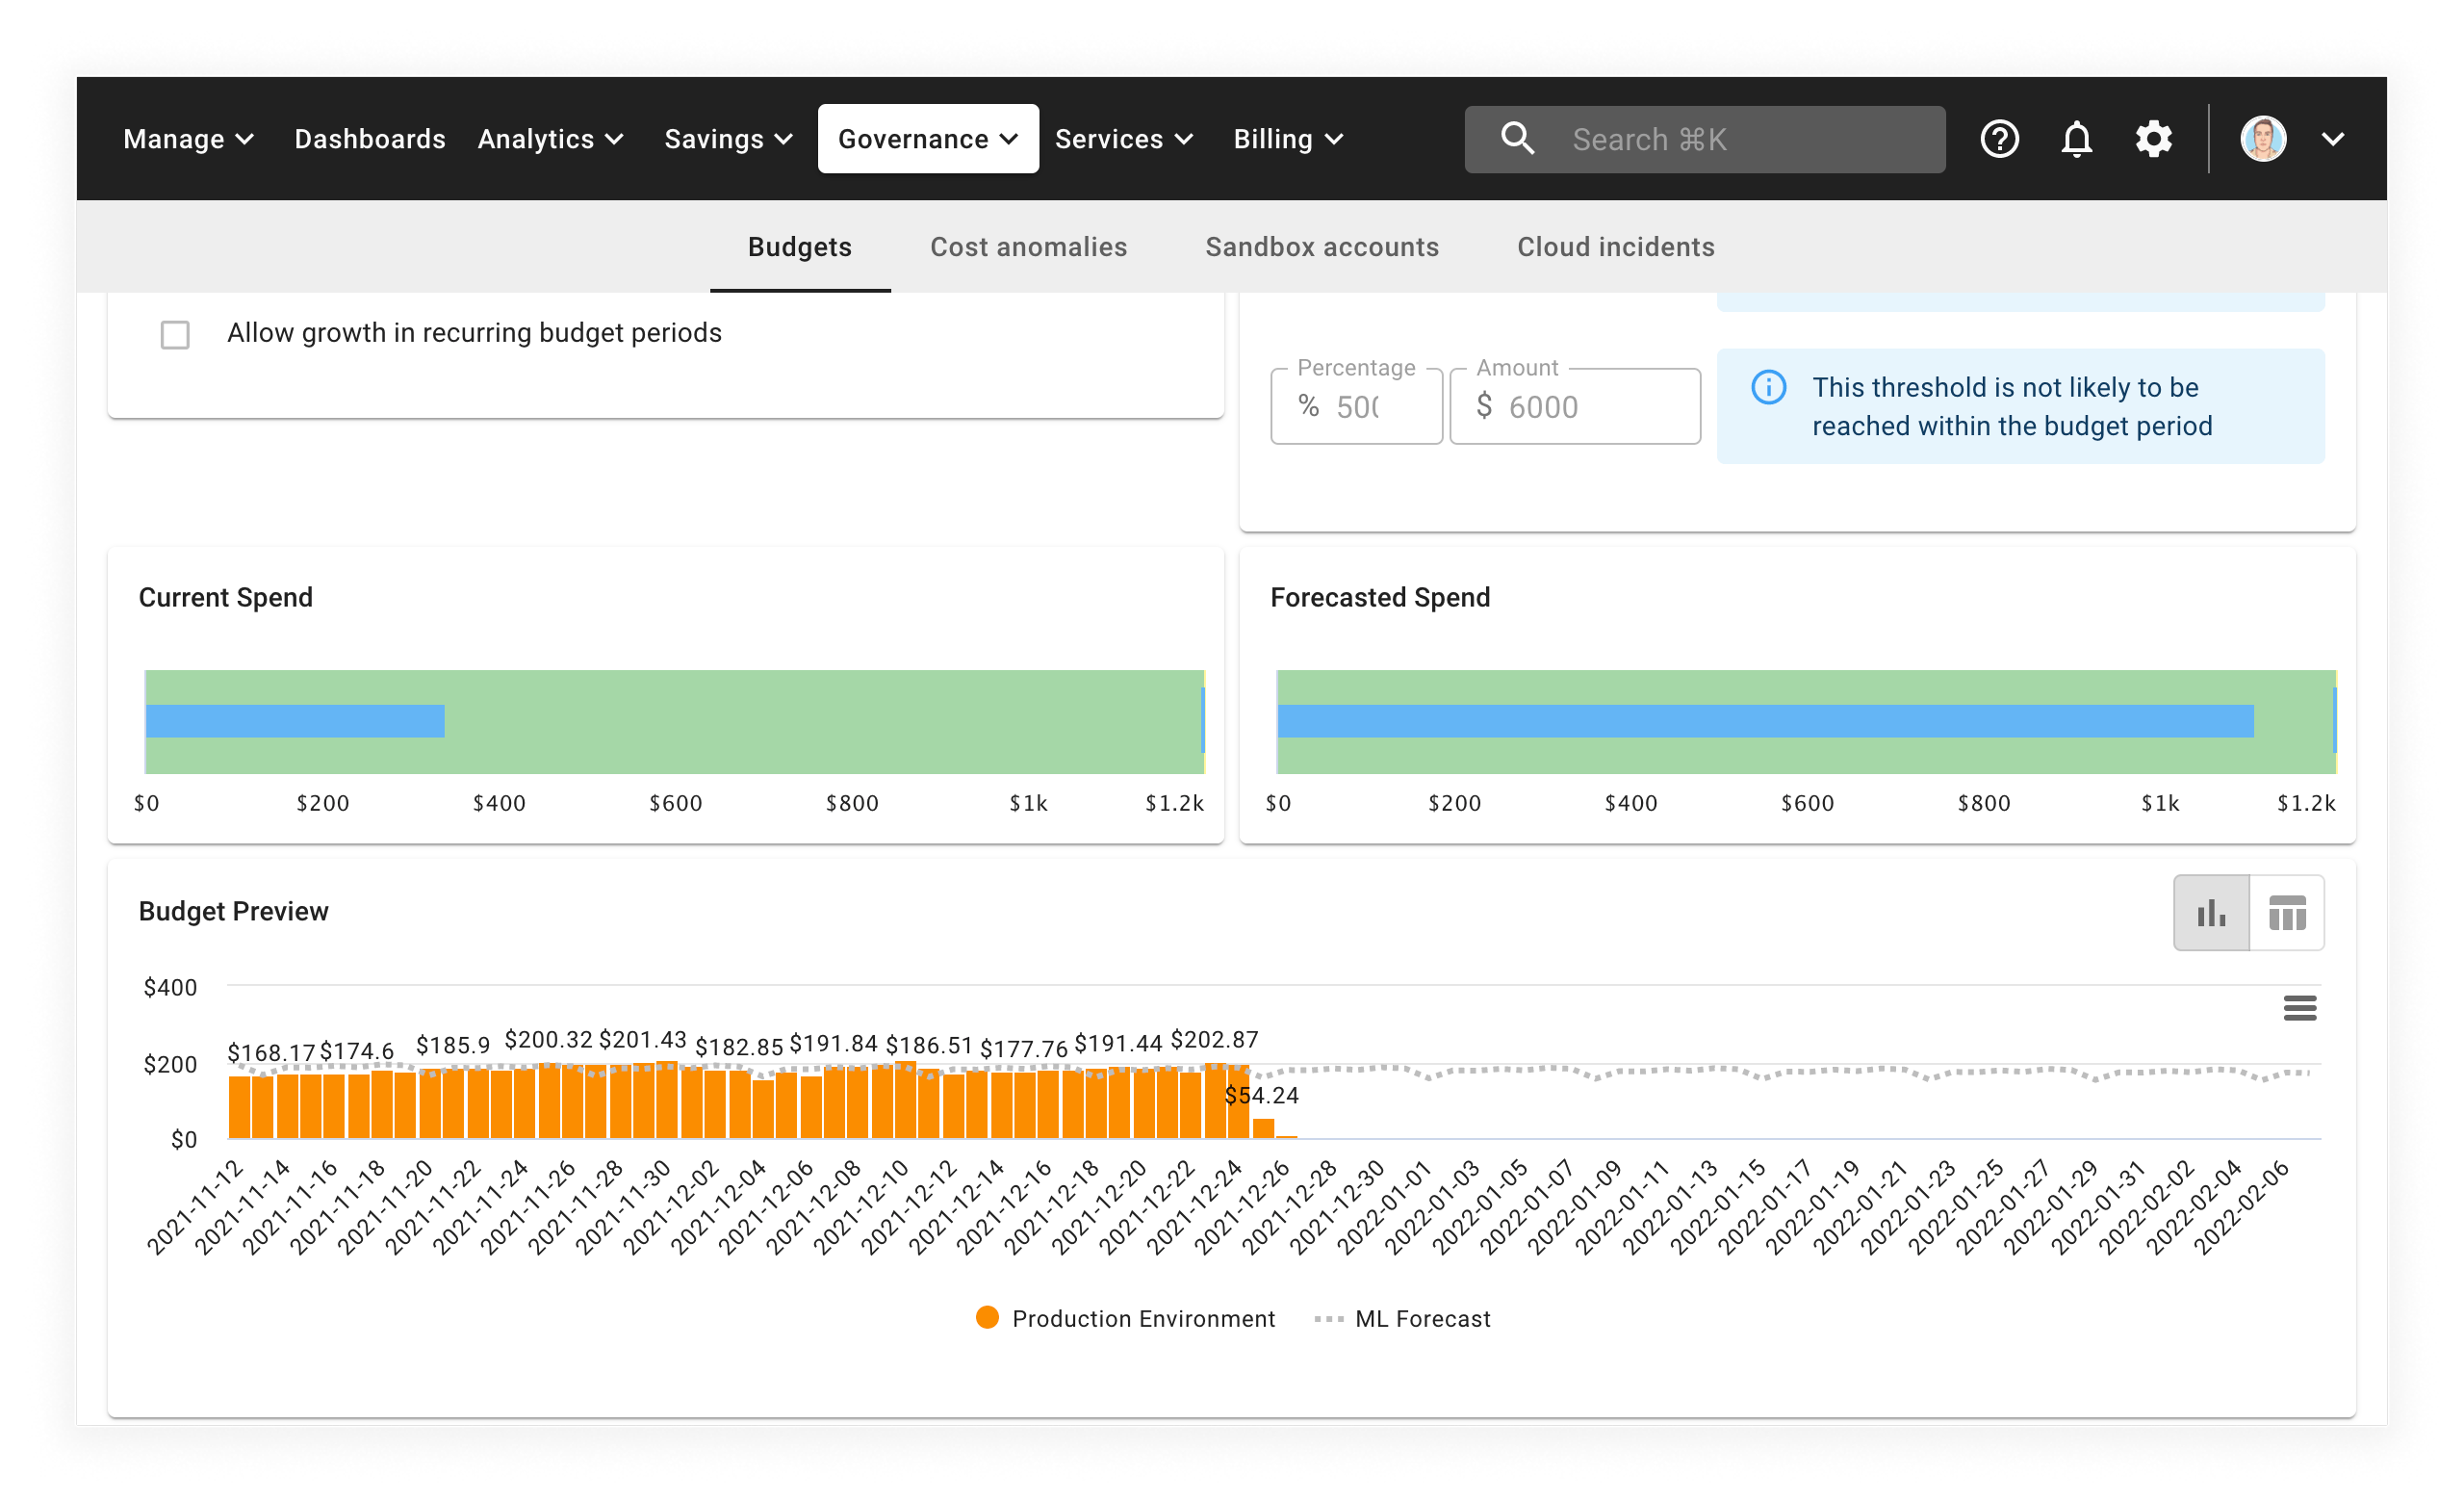 Manage Dashboards Analytics Savings Governance Services Billing Search ⌘K
Budgets Cost anomalies Sandbox accounts Cloud incidents
Allow growth in recurring budget periods
Percentage Amount
% $ 6000
This threshold is not likely to be
reached within the budget period
Current Spend
$0 $200 $400 $600 $800 $1k $1.2k
Forecasted Spend
$0 $200 $400 $600 $800 $1k $1.2k
Budget Preview
$400
$200
$0
$168.17 $174.6 $185.9 $200.32 $201.43 $182.85 $191.84 $186.51 $177.76 $191.44 $202.87
$54.24
2021-11-12 2021-11-14 2021-11-16 2021-11-18 2021-11-20 2021-11-22 2021-11-24 2021-11-26 2021-11-28 2021-11-30 2021-12-02 2021-12-04 2021-12-06 2021-12-08 2021-12-10 2021-12-12 2021-12-14 2021-12-16 2021-12-18 2021-12-20 2021-12-22 2021-12-24 2021-12-26 2021-12-28 2021-12-30 2022-01-01 2022-01-03 2022-01-05 2022-01-07 2022-01-09 2022-01-11 2022-01-13 2022-01-15 2022-01-17 2022-01-19 2022-01-21 2022-01-23 2022-01-25 2022-01-27 2022-01-29 2022-01-31 2022-02-02 2022-02-04 2022-02-06
Production Environment ML Forecast